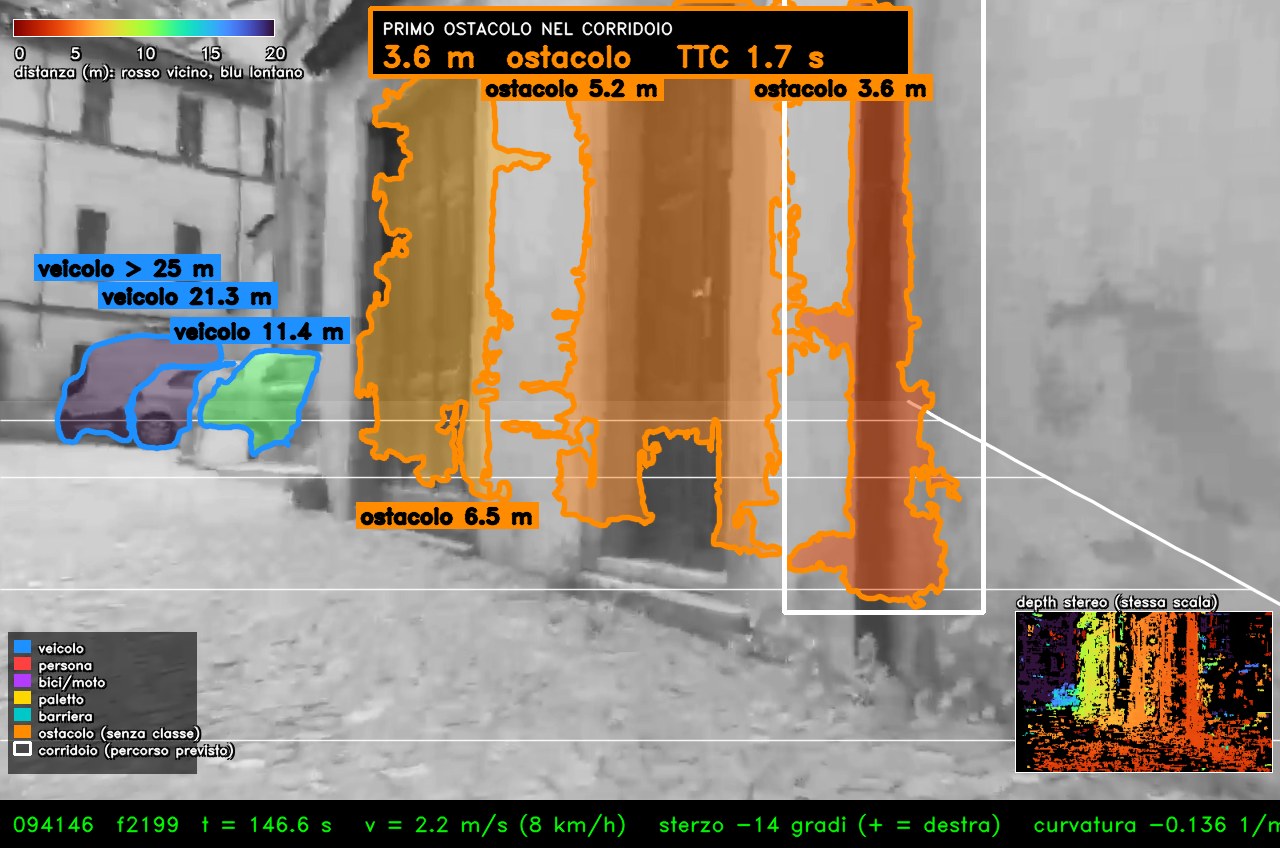 0 5 10 15 20
distanza (m): rosso vicino, blu lontano
PRIMO OSTACOLO NEL CORRIDOIO
3.6 m ostacolo TTC 1.7 s
ostacolo 5.2 m
ostacolo 3.6 m
veicolo > 25 m
veicolo 21.3 m
veicolo 11.4 m
ostacolo 6.5 m
depth stereo (stessa scala)
veicolo
persona
bici/moto
paletto
barriera
ostacolo (senza classe)
corridoio (percorso previsto)
094146 f2199 t = 146.6 s v = 2.2 m/s (8 km/h) sterzo -14 gradi (+ = destra) curvatura -0.136 1/m